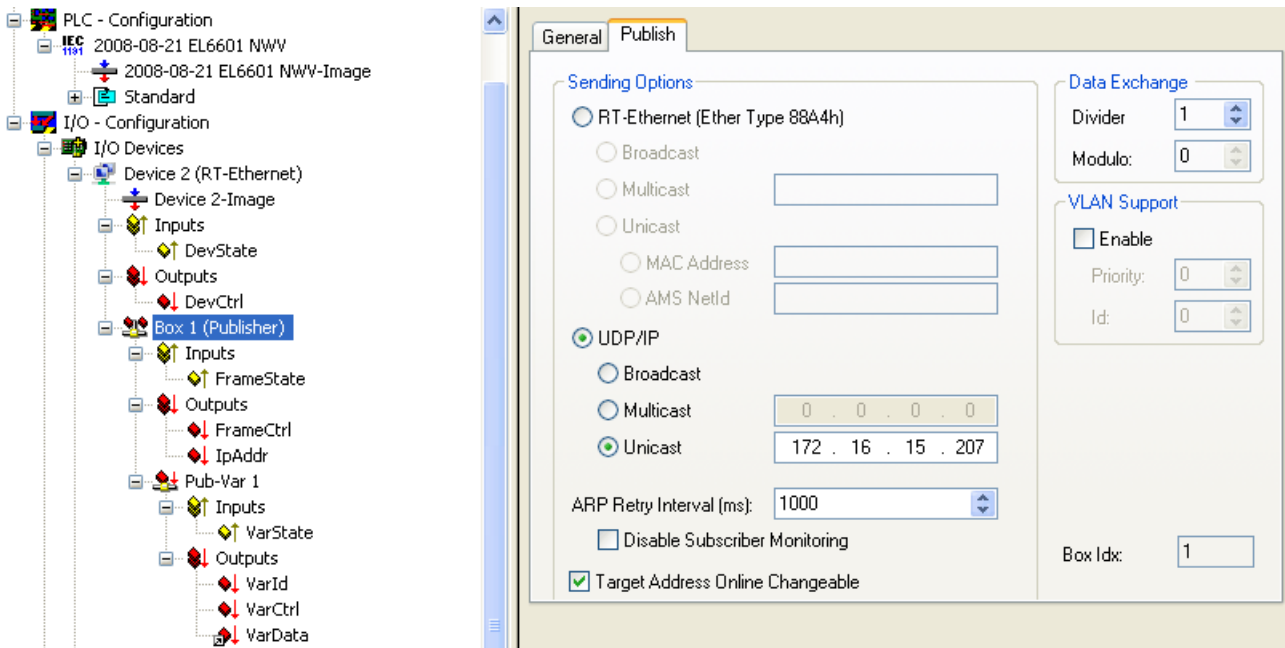 PLC - Configuration
IEC 1131 2008-08-21 EL6601 NWV
2008-08-21 EL6601 NWV-Image
Standard
I/O - Configuration
I/O Devices
Device 2 (RT-Ethernet)
Device 2-Image
Inputs
DevState
Outputs
DevCtrl
Box 1 (Publisher)
Inputs
FrameState
Outputs
FrameCtrl
IpAddr
Pub-Var 1
Inputs
VarState
Outputs
VarId
VarCtrl
VarData
General Publish
Sending Options
RT-Ethernet (Ether Type 88A4h)
Broadcast
Multicast
Unicast
MAC Address
AMS NetId
UDP/IP
Broadcast
Multicast 0 . 0 . 0 . 0
Unicast 172 . 16 . 15 . 207
ARP Retry Interval (ms): 1000
Disable Subscriber Monitoring
Target Address Online Changeable
Data Exchange
Divider 1
Modulo: 0
VLAN Support
Enable
Priority: 0
Id: 0
Box Idx: 1